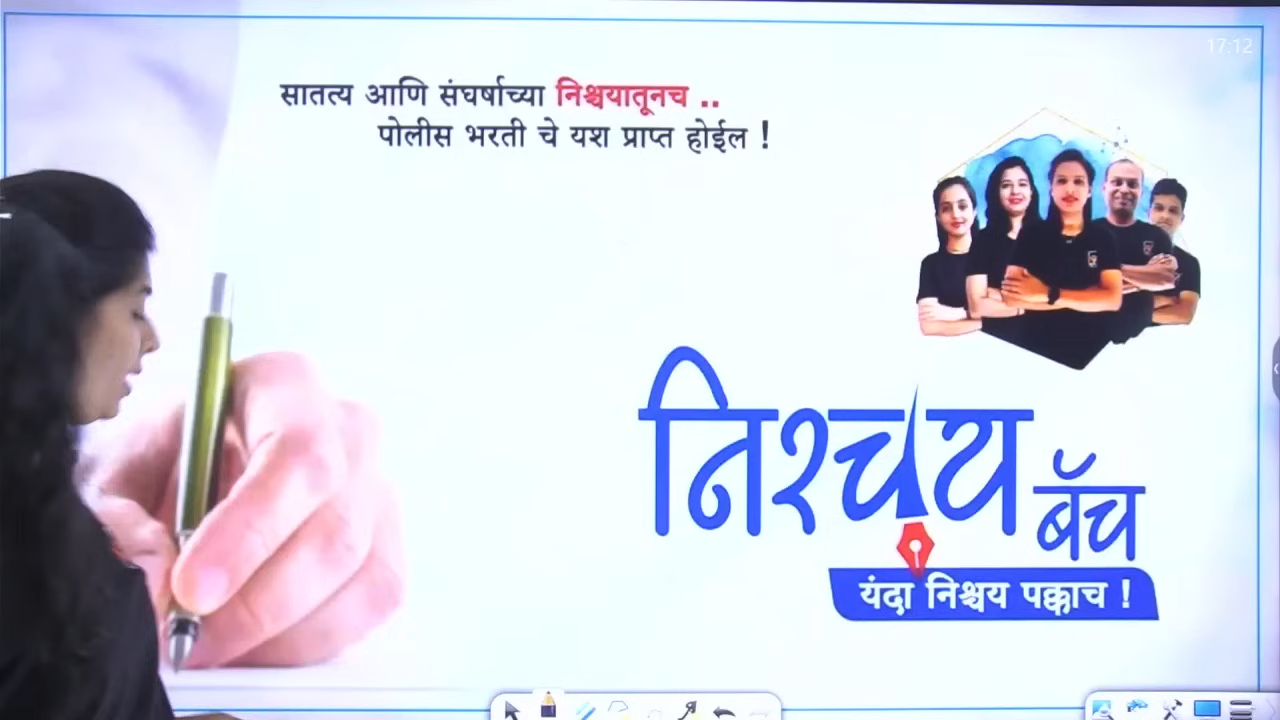 17:12
सातत्य आणि संघर्षाच्या निश्चयातूनच ..
पोलीस भरती चे यश प्राप्त होईल !
निश्चय
बॅच
यंदा निश्चय पक्काच !